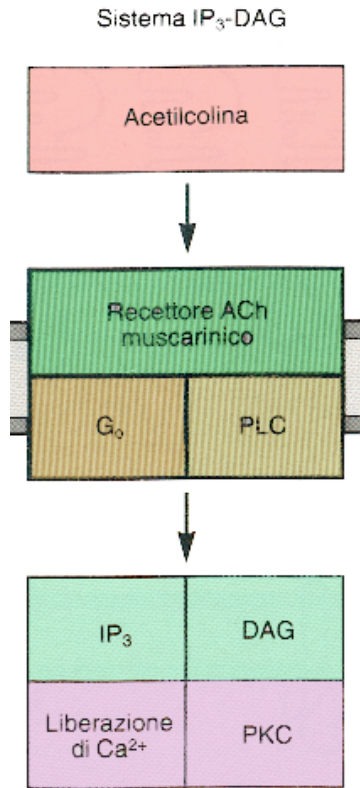 Sistema IP₃-DAG
Acetilcolina
Recettore ACh
muscarinico
G₀ PLC
IP₃ DAG
Liberazione
di Ca²⁺
PKC